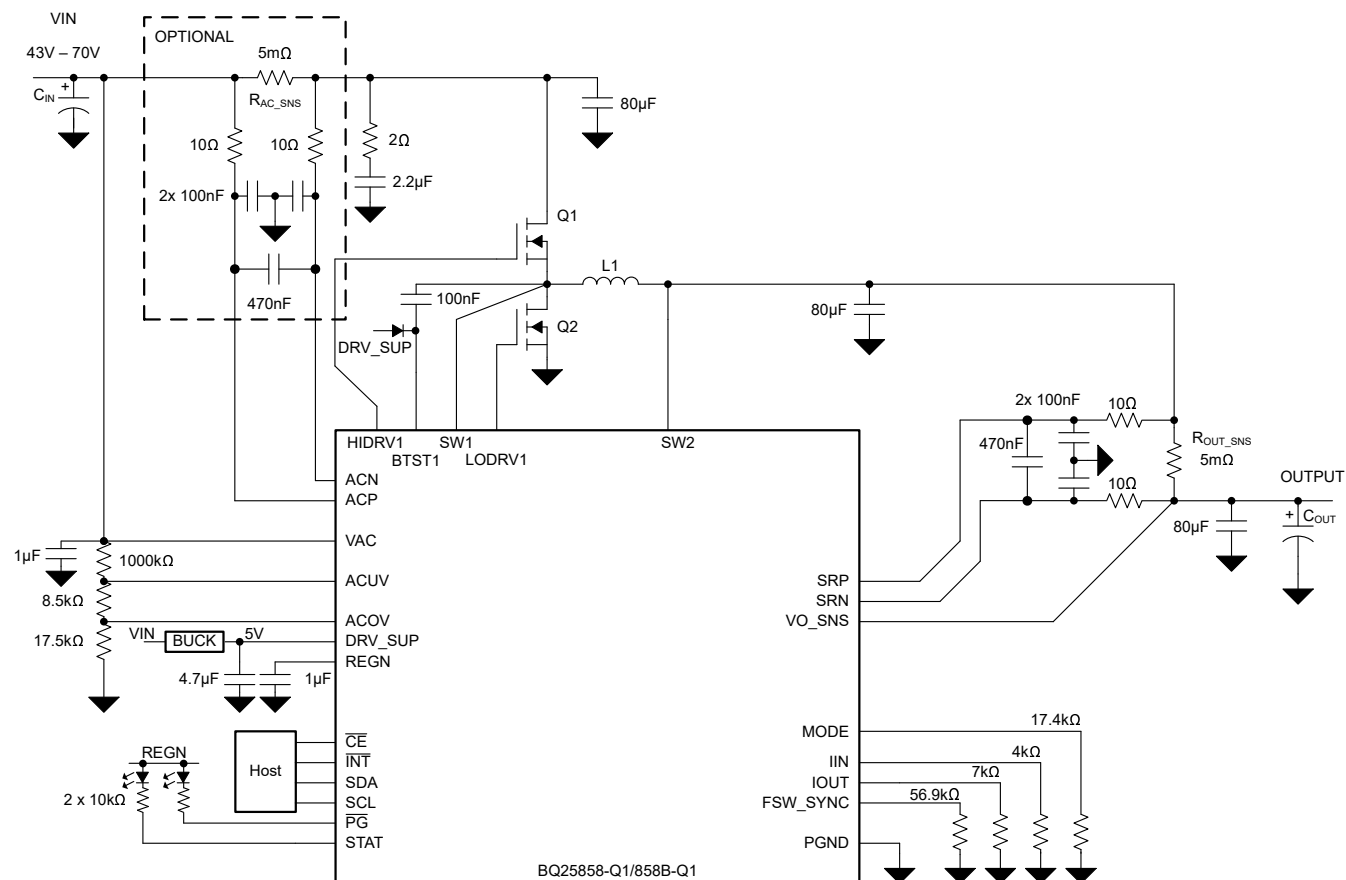 VIN
43V – 70V
OPTIONAL
5mΩ
+
C_IN
R_AC_SNS
80µF
10Ω
10Ω
2Ω
2x 100nF
2.2µF
Q1
L1
470nF
100nF
80µF
Q2
DRV_SUP
2x 100nF
10Ω
HIDRV1
SW1
SW2
BTST1
LODRV1
470nF
R_OUT_SNS
5mΩ
ACN
ACP
10Ω
OUTPUT
+
C_OUT
80µF
1µF
VAC
1000kΩ
ACUV
SRP
8.5kΩ
SRN
ACOV
VO_SNS
17.5kΩ
VIN
BUCK
5V
DRV_SUP
REGN
4.7µF
1µF
17.4kΩ
MODE
CE
REGN
Host
INT
IIN
4kΩ
SDA
IOUT
7kΩ
2 x 10kΩ
SCL
FSW_SYNC
56.9kΩ
PG
STAT
PGND
BQ25858-Q1/858B-Q1